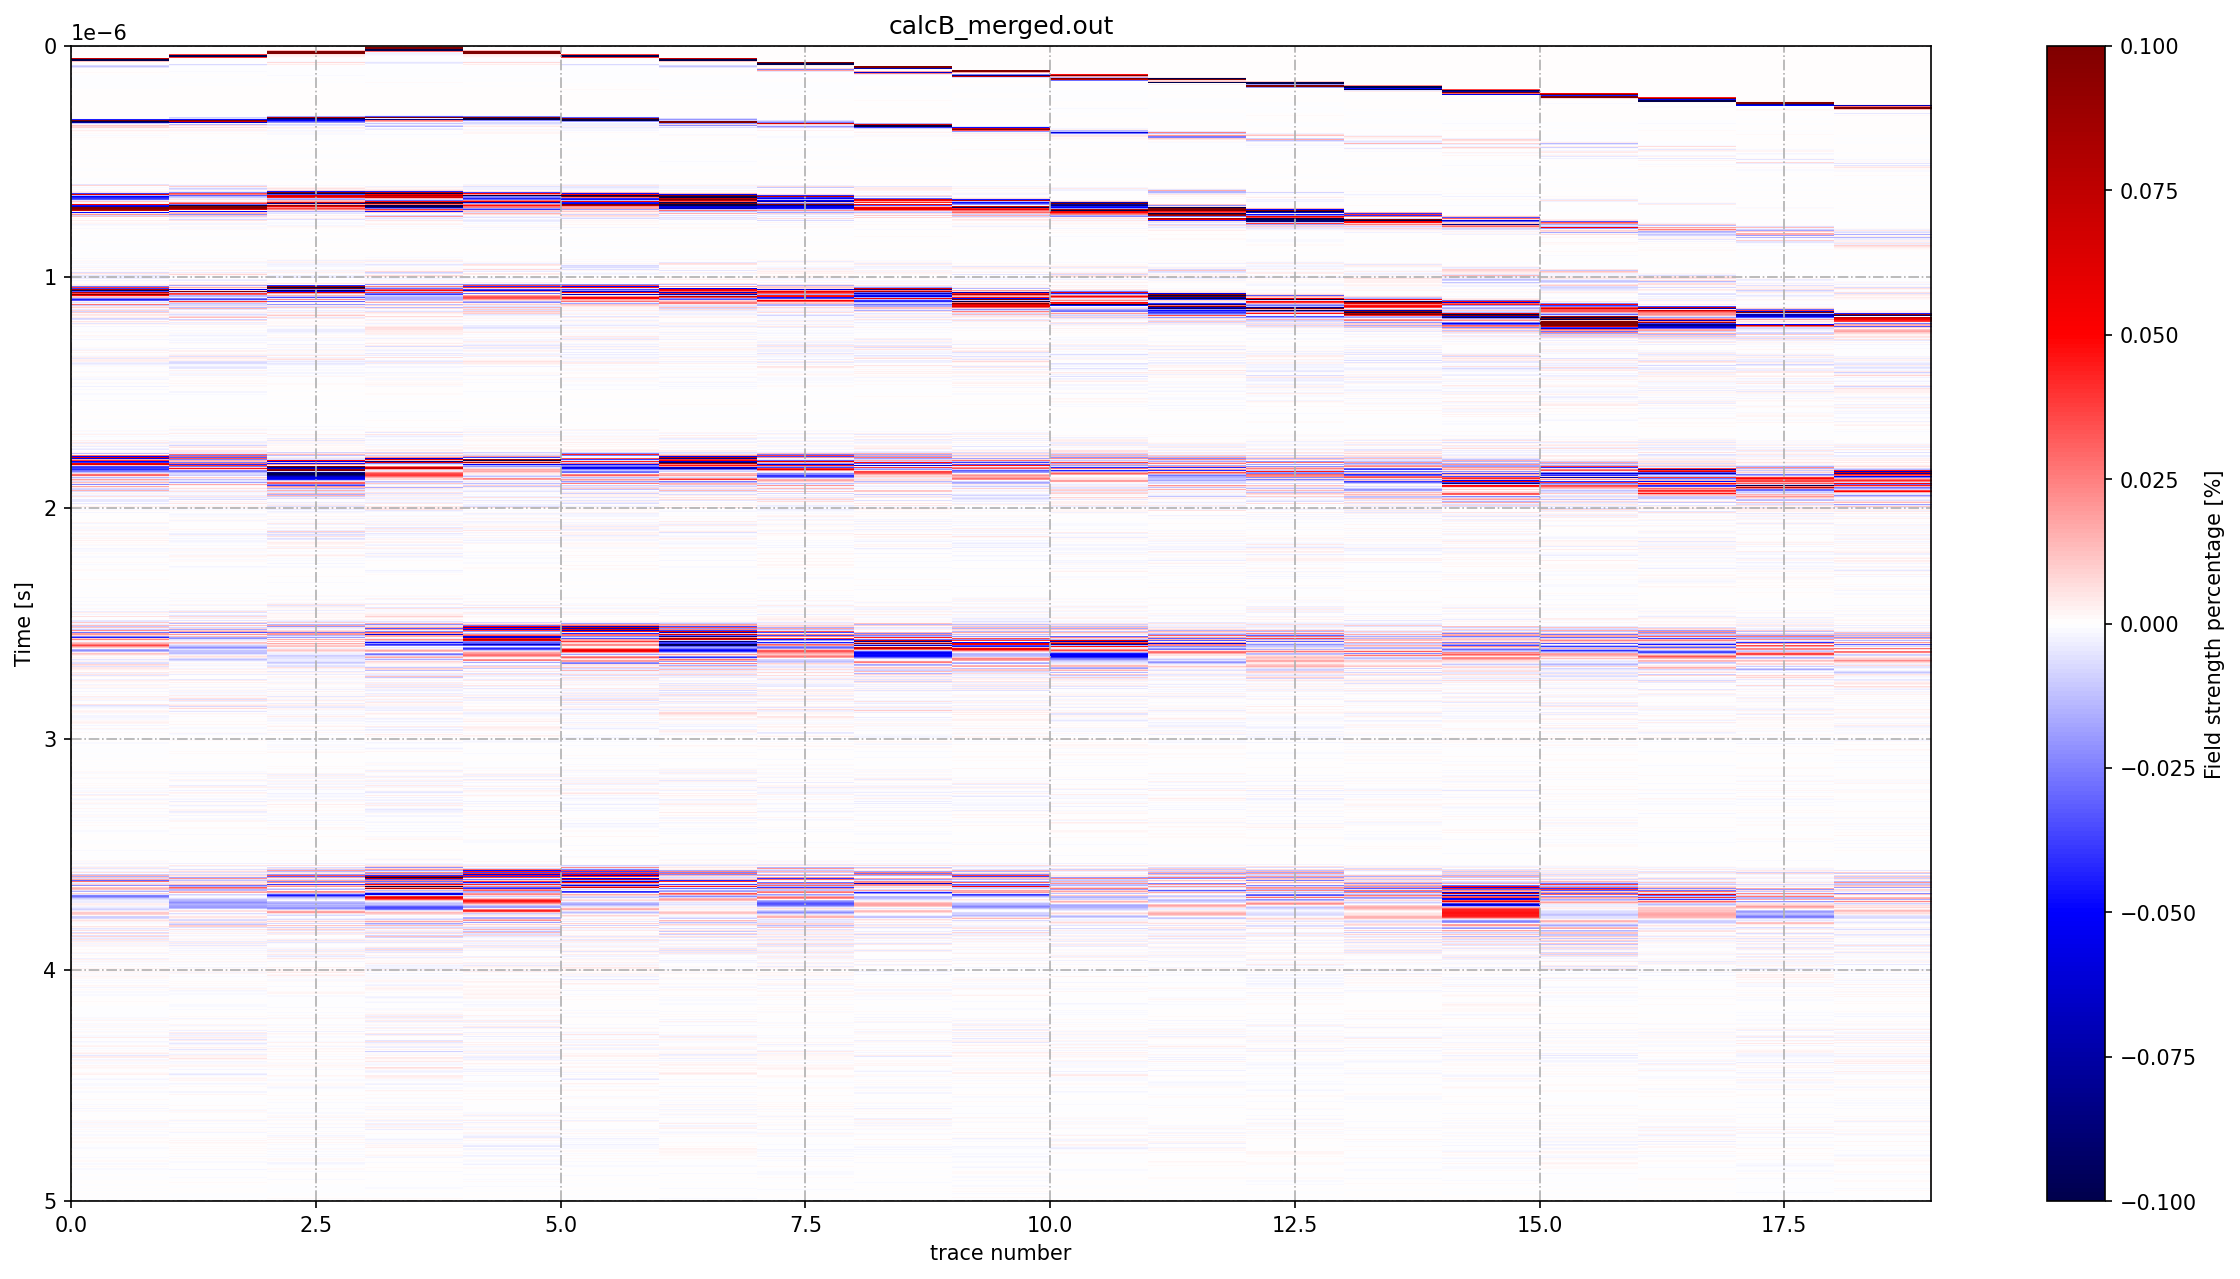 calcB_merged.out
1e−6
0
1
2
3
4
5
Time [s]
0.0 2.5 5.0 7.5 10.0 12.5 15.0 17.5
trace number
0.100
0.075
0.050
0.025
0.000
−0.025
−0.050
−0.075
−0.100
Field strength percentage [%]